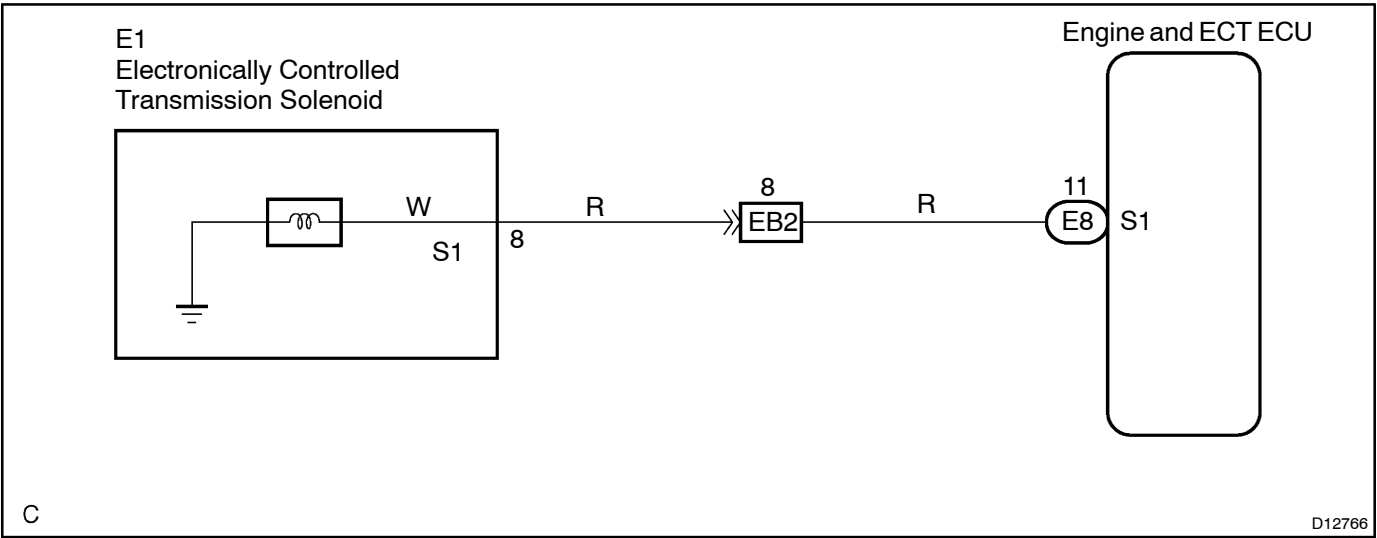 E1
Electronically Controlled
Transmission Solenoid
Engine and ECT ECU
W
S1
8
R
8
EB2
R
11
E8
S1
C
D12766